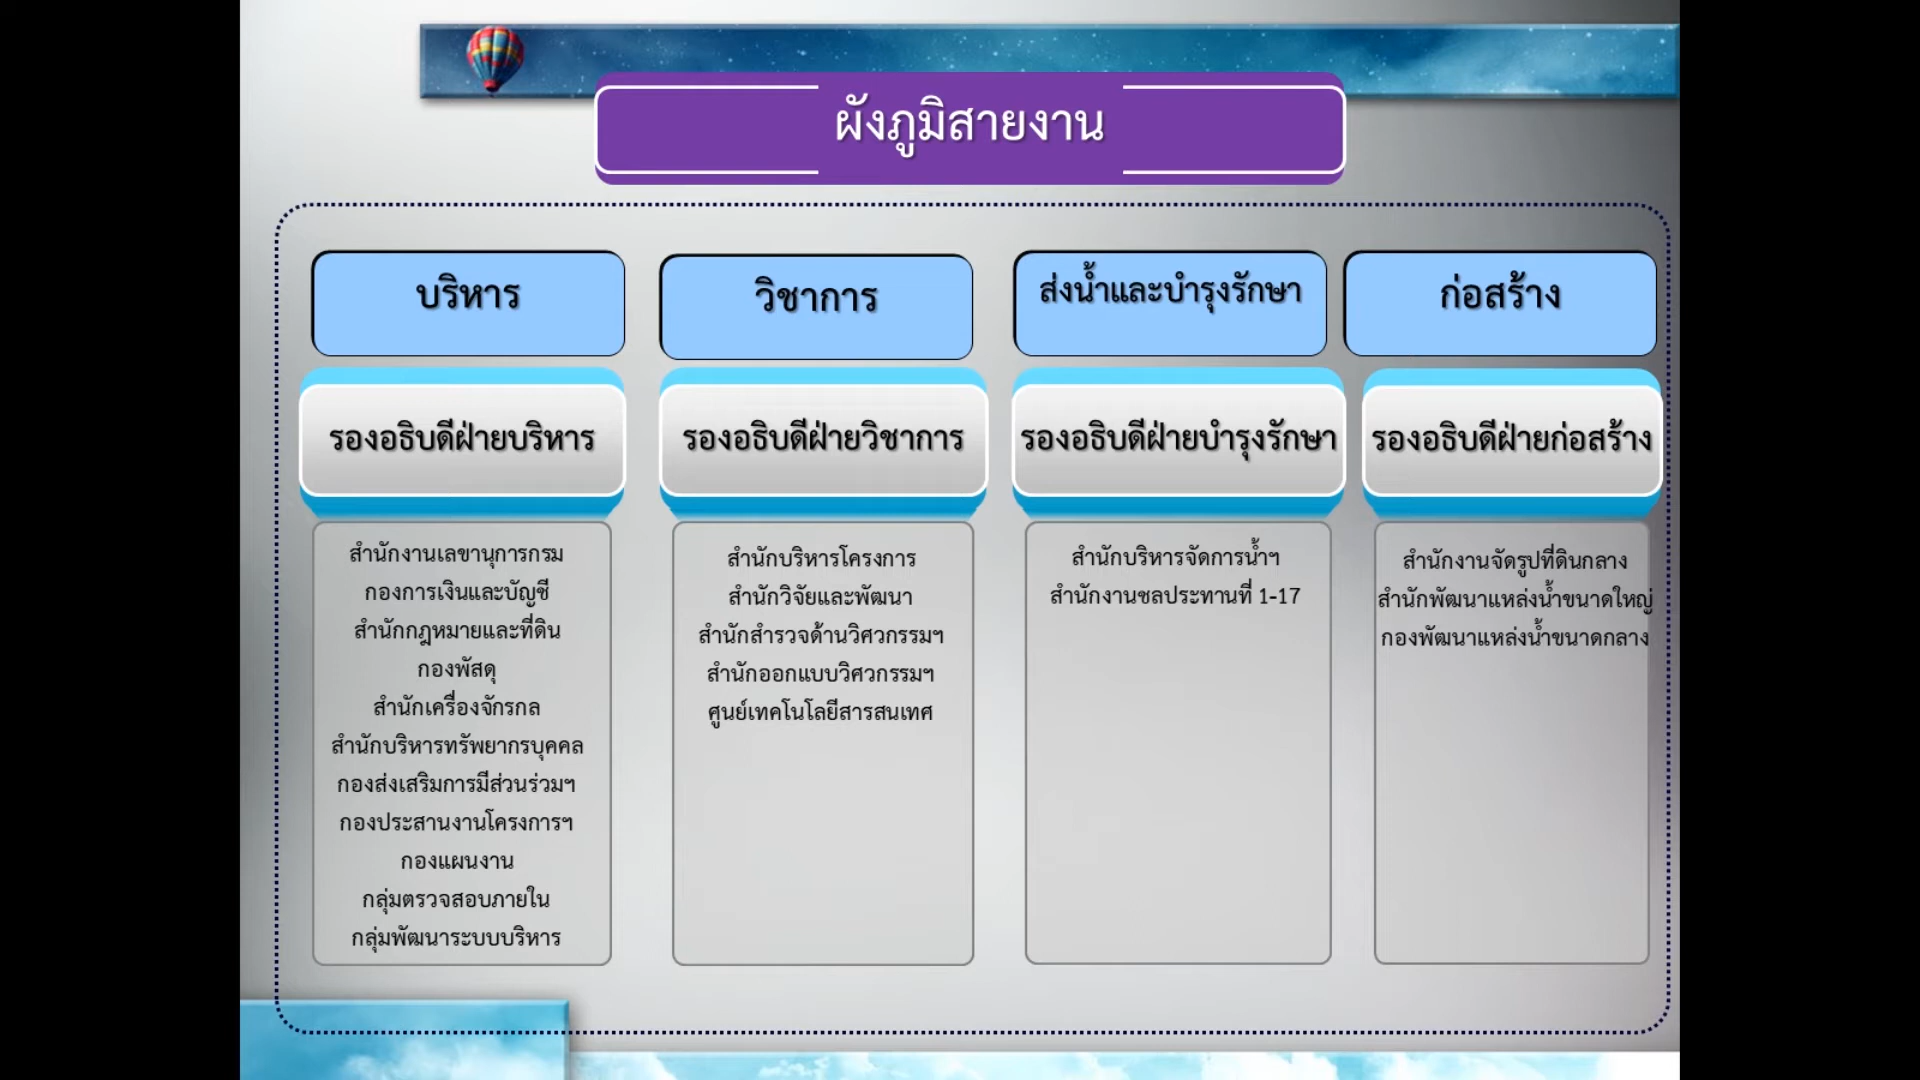 ผังภูมิสายงาน
บริหาร
วิชาการ
ส่งน้ำและบำรุงรักษา
ก่อสร้าง
รองอธิบดีฝ่ายบริหาร
รองอธิบดีฝ่ายวิชาการ
รองอธิบดีฝ่ายบำรุงรักษา
รองอธิบดีฝ่ายก่อสร้าง
สำนักงานเลขานุการกรม
กองการเงินและบัญชี
สำนักกฎหมายและที่ดิน
กองพัสดุ
สำนักเครื่องจักรกล
สำนักบริหารทรัพยากรบุคคล
กองส่งเสริมการมีส่วนร่วมฯ
กองประสานงานโครงการฯ
กองแผนงาน
กลุ่มตรวจสอบภายใน
กลุ่มพัฒนาระบบบริหาร
สำนักบริหารโครงการ
สำนักวิจัยและพัฒนา
สำนักสำรวจด้านวิศวกรรมฯ
สำนักออกแบบวิศวกรรมฯ
ศูนย์เทคโนโลยีสารสนเทศ
สำนักบริหารจัดการน้ำฯ
สำนักงานชลประทานที่ 1-17
สำนักงานจัดรูปที่ดินกลาง
สำนักพัฒนาแหล่งน้ำขนาดใหญ่
กองพัฒนาแหล่งน้ำขนาดกลาง